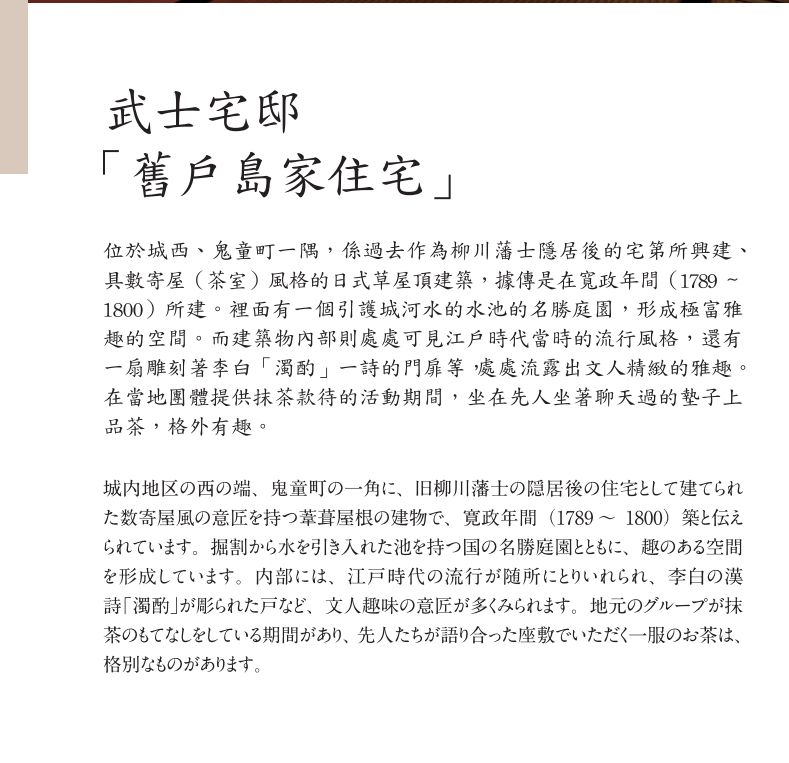 武士宅邸
「舊戶島家住宅」
位於城西、鬼童町一隅，係過去作為柳川藩士隱居後的宅第所興建、
具數寄屋（茶室）風格的日式草屋頂建築，據傳是在寬政年間（1789 ～
1800）所建。裡面有一個引護城河水的水池的名勝庭園，形成極富雅
趣的空間。而建築物內部則處處可見江戶時代當時的流行風格，還有
一扇雕刻著李白「濁酌」一詩的門扉等，處處流露出文人精緻的雅趣。
在當地團體提供抹茶款待的活動期間，坐在先人坐著聊天過的墊子上
品茶，格外有趣。
城内地区の西の端、鬼童町の一角に、旧柳川藩士の隠居後の住宅として建てられ
た数寄屋風の意匠を持つ葦葺屋根の建物で、寛政年間（1789 ～ 1800）築と伝え
られています。掘割から水を引き入れた池を持つ国の名勝庭園とともに、趣のある空間
を形成しています。内部には、江戸時代の流行が随所にとりいれられ、李白の漢
詩「濁酌」が彫られた戸など、文人趣味の意匠が多くみられます。地元のグループが抹
茶のもてなしをしている期間があり、先人たちが語り合った座敷でいただく一服のお茶は、
格別なものがあります。